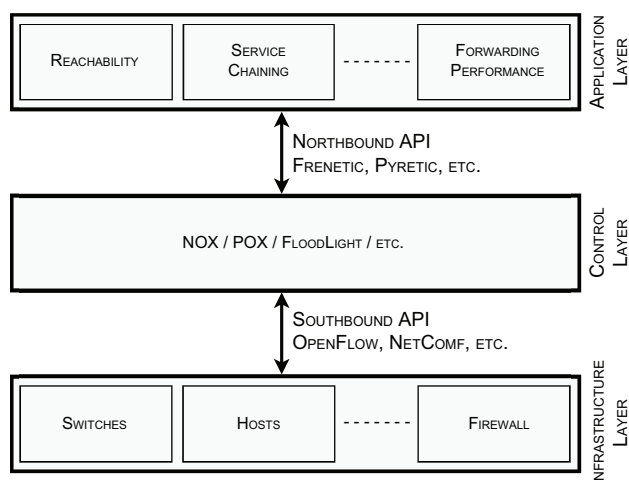 Reachability
Service
Chaining
Forwarding
Performance
Application
Layer
Northbound API
Frenetic, Pyretic, etc.
NOX / POX / FloodLight / etc.
Control
Layer
Southbound API
OpenFlow, NetComf, etc.
Switches
Hosts
Firewall
Infrastructure
Layer